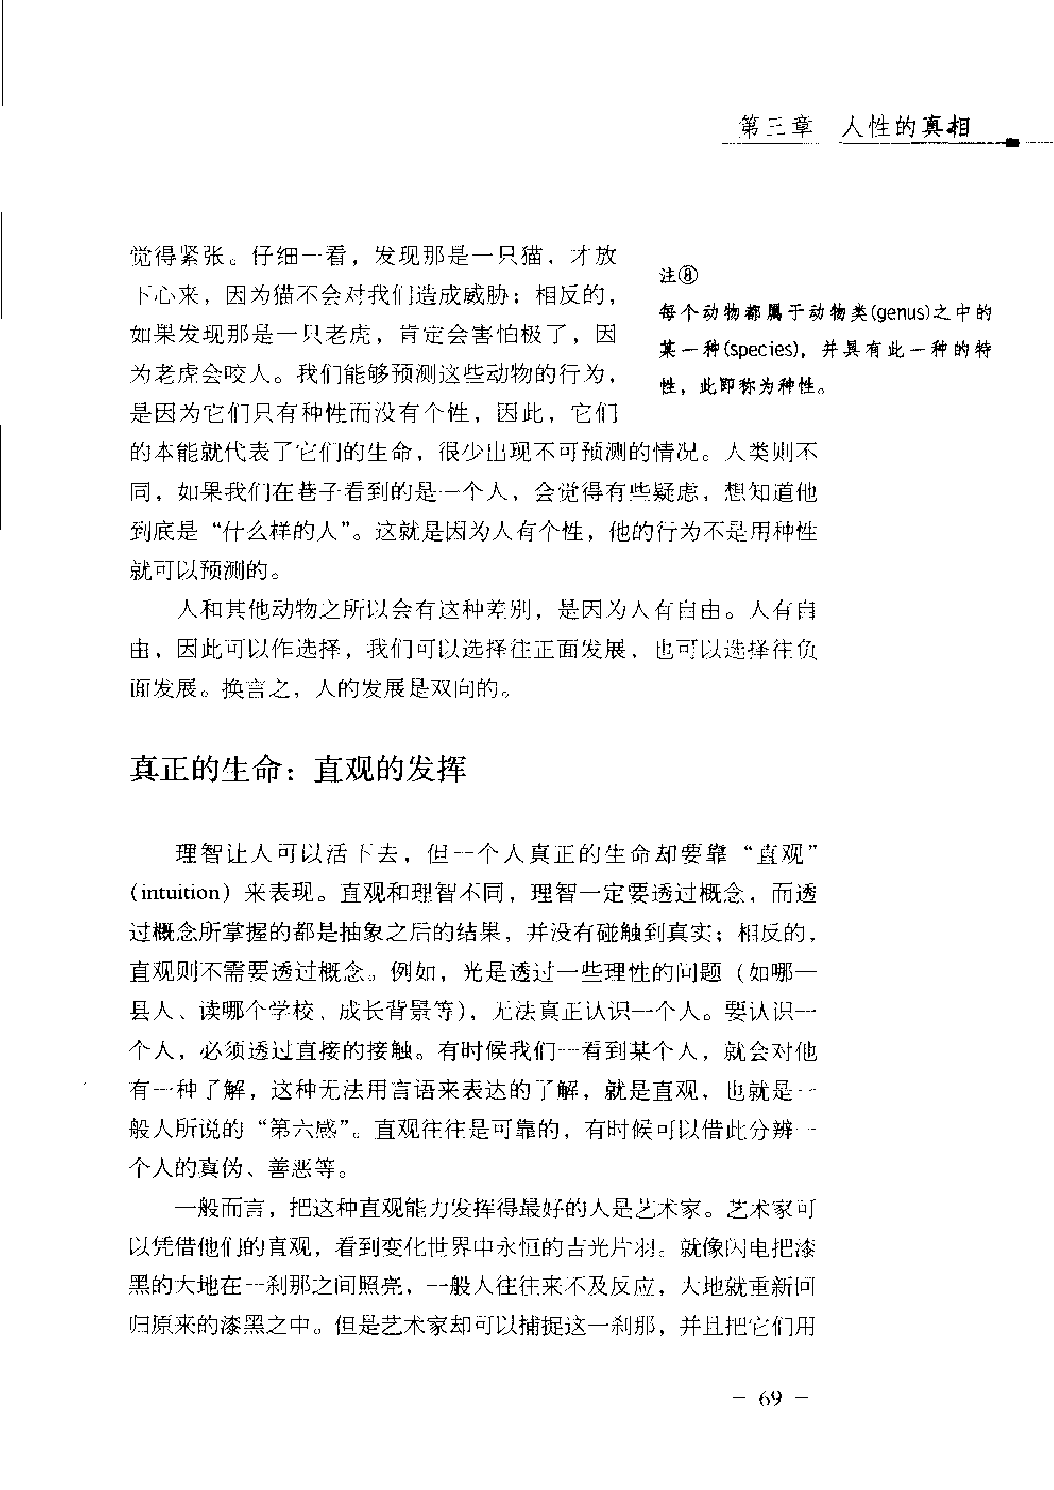 第三章　人性的真相
觉得紧张。仔细一看，发现那是一只猫，才放
下心来，因为猫不会对我们造成威胁；相反的，
如果发现那是一只老虎，肯定会害怕极了，因
为老虎会咬人。我们能够预测这些动物的行为，
是因为它们只有种性而没有个性，因此，它们
的本能就代表了它们的生命，很少出现不可预测的情况。人类则不
同，如果我们在巷子看到的是一个人，会觉得有些疑虑，想知道他
到底是“什么样的人”。这就是因为人有个性，他的行为不是用种性
就可以预测的。
人和其他动物之所以会有这种差别，是因为人有自由。人有自
由，因此可以作选择，我们可以选择往正面发展，也可以选择往负
面发展。换言之，人的发展是双向的。
注⑧
每个动物都属于动物类(genus)之中的
某一种(species)，并具有此一种的特
性，此即称为种性。
真正的生命：直观的发挥
理智让人可以活下去，但一个人真正的生命却要靠“直观”
（intuition）来表现。直观和理智不同，理智一定要透过概念，而透
过概念所掌握的都是抽象之后的结果，并没有碰触到真实；相反的，
直观则不需要透过概念。例如，光是透过一些理性的问题（如哪一
县人、读哪个学校、成长背景等），无法真正认识一个人。要认识一
个人，必须透过直接的接触。有时候我们一看到某个人，就会对他
有一种了解，这种无法用言语来表达的了解，就是直观，也就是一
般人所说的“第六感”。直观往往是可靠的，有时候可以借此分辨一
个人的真伪、善恶等。
一般而言，把这种直观能力发挥得最好的人是艺术家。艺术家可
以凭借他们的直观，看到变化世界中永恒的吉光片羽。就像闪电把漆
黑的大地在一刹那之间照亮，一般人往往来不及反应，大地就重新回
归原来的漆黑之中。但是艺术家却可以捕捉这一刹那，并且把它们用
－ 69 －